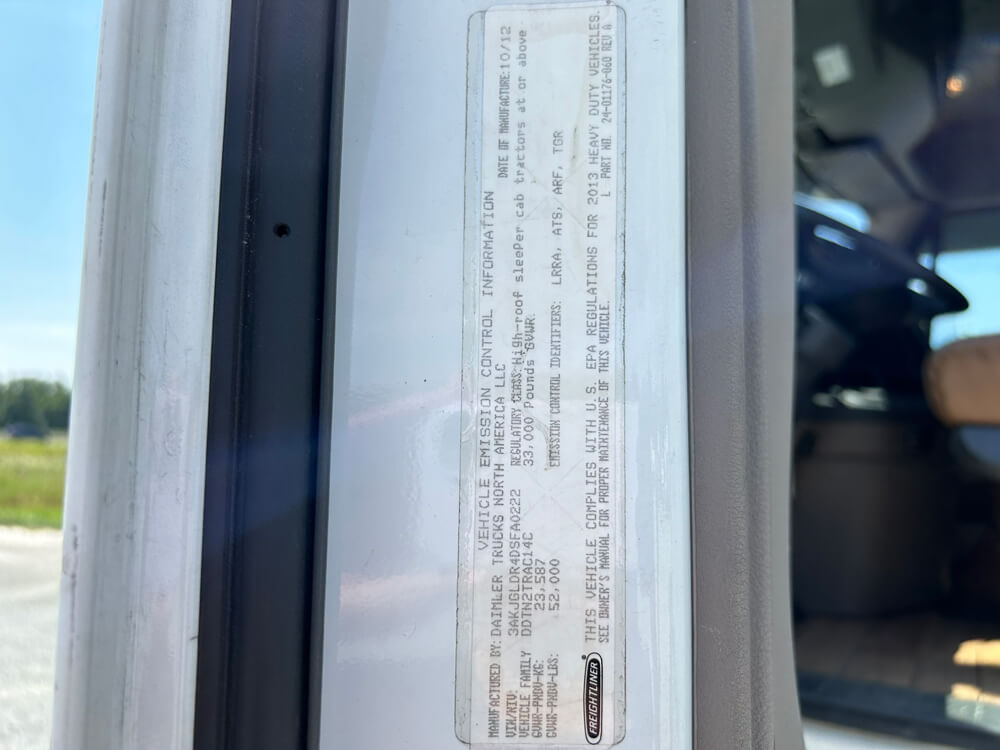 VEHICLE EMISSION CONTROL INFORMATION
MANUFACTURED BY: DAIMLER TRUCKS NORTH AMERICA LLC
DATE OF MANUFACTURE: 10/12
VIN/NIV: 3AKJGLDR4DSFA0222
REGULATORY CLASS: High-roof sleeper cab tractors at or above
33,000 Pounds GVWR.
VEHICLE FAMILY DDTN2TRAC14C
GVWR-PNBV-KG: 23,587
GVWR-PNBV-LBS: 52,000
EMISSION CONTROL IDENTIFIERS: LRRA, ATS, ARF, TGR
FREIGHTLINER
THIS VEHICLE COMPLIES WITH U.S. EPA REGULATIONS FOR 2013 HEAVY DUTY VEHICLES.
SEE OWNER'S MANUAL FOR PROPER MAINTENANCE OF THIS VEHICLE.
L PART NO. 24-01176-060 REV A